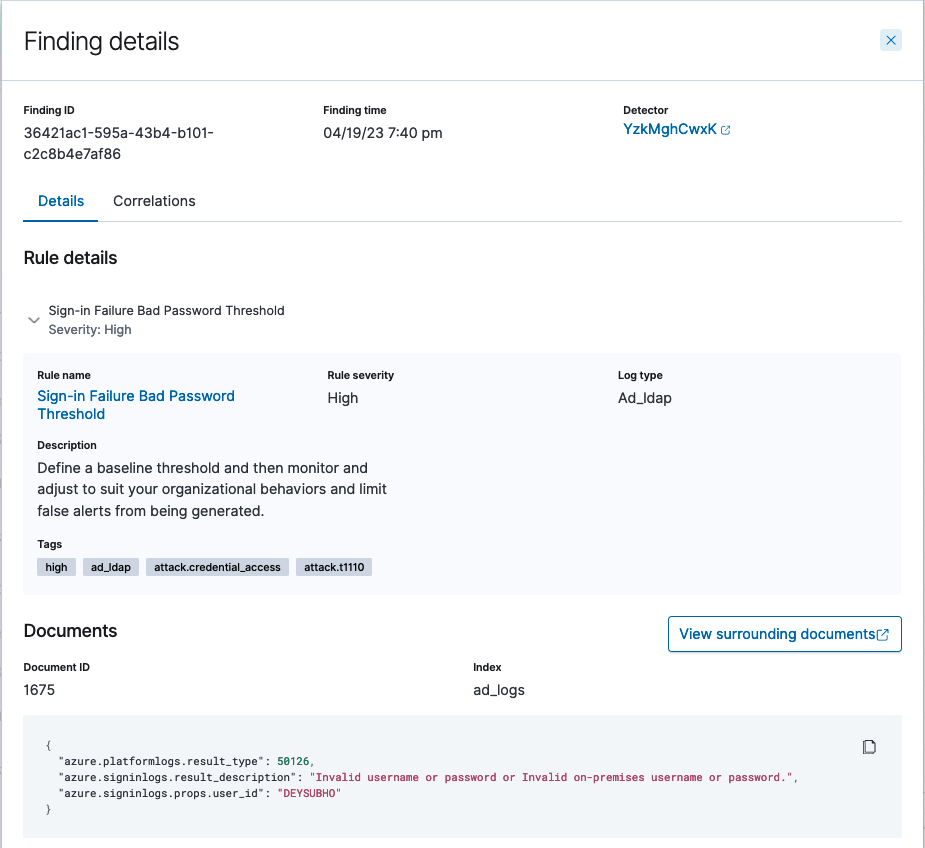 Finding details
Finding ID
Finding time
Detector
36421ac1-595a-43b4-b101-
c2c8b4e7af86
04/19/23 7:40 pm
YzkMghCwxK
Details
Correlations
Rule details
Sign-in Failure Bad Password Threshold
Severity: High
Rule name
Rule severity
Log type
Sign-in Failure Bad Password
Threshold
High
Ad_ldap
Description
Define a baseline threshold and then monitor and
adjust to suit your organizational behaviors and limit
false alerts from being generated.
Tags
high
ad_ldap
attack.credential_access
attack.t1110
Documents
View surrounding documents
Document ID
Index
1675
ad_logs
{
"azure.platformlogs.result_type": 50126,
"azure.signinlogs.result_description": "Invalid username or password or Invalid on-premises username or password.",
"azure.signinlogs.props.user_id": "DEYSUBHO"
}